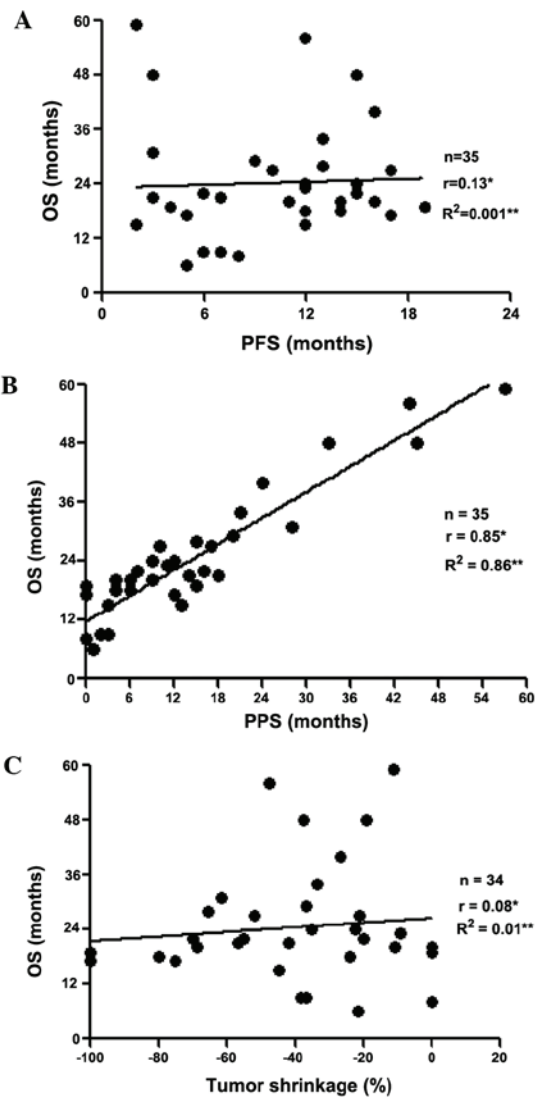 A
60
48
36
24
12
0
OS (months)
n=35
r=0.13*
R²=0.001**
0 6 12 18 24
PFS (months)
B
60
48
36
24
12
0
OS (months)
n = 35
r = 0.85*
R² = 0.86**
0 6 12 18 24 30 36 42 48 54 60
PPS (months)
C
60
48
36
24
12
0
OS (months)
n = 34
r = 0.08*
R² = 0.01**
-100 -80 -60 -40 -20 0 20
Tumor shrinkage (%)